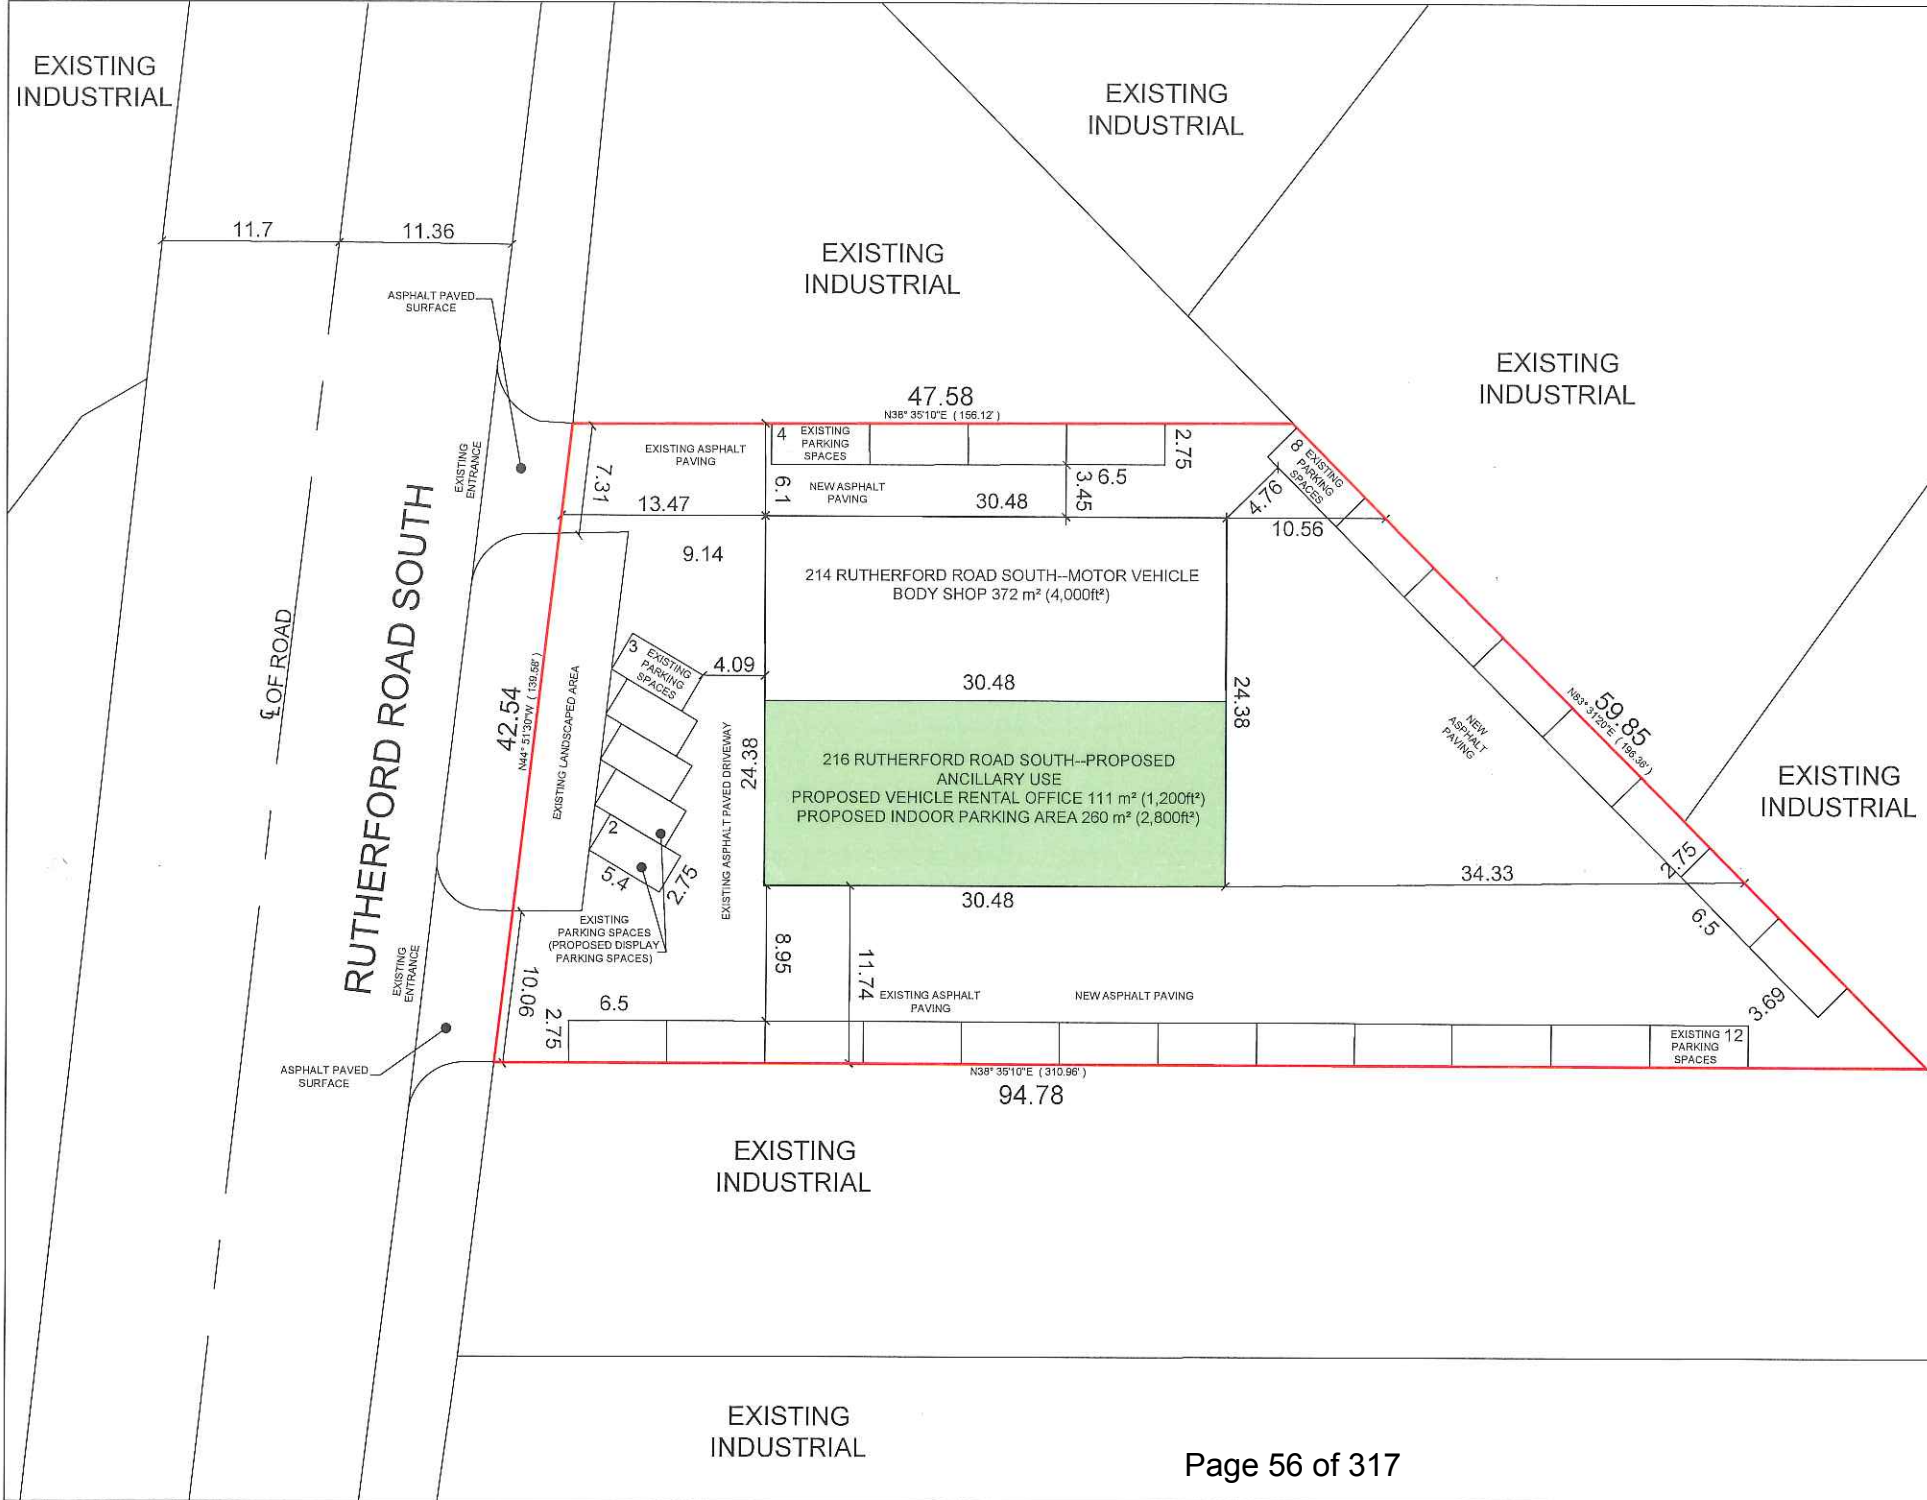 EXISTING
INDUSTRIAL
EXISTING
INDUSTRIAL
11.7
11.36
EXISTING
INDUSTRIAL
ASPHALT PAVED
SURFACE
EXISTING
INDUSTRIAL
47.58
N38° 35'10"E (156.12')
EXISTING
ENTRANCE
7.31
EXISTING ASPHALT
PAVING
4
EXISTING
PARKING
SPACES
2.75
8
EXISTING
PARKING
SPACES
6.1
NEW ASPHALT
PAVING
3.45
6.5
4.76
13.47
30.48
10.56
9.14
214 RUTHERFORD ROAD SOUTH--MOTOR VEHICLE
BODY SHOP 372 m² (4,000ft²)
RUTHERFORD ROAD SOUTH
℄ OF ROAD
42.54
N44° 51'30"W (139.58')
EXISTING LANDSCAPED AREA
3
EXISTING
PARKING
SPACES
4.09
30.48
24.38
24.38
EXISTING ASPHALT PAVED DRIVEWAY
216 RUTHERFORD ROAD SOUTH--PROPOSED
ANCILLARY USE
PROPOSED VEHICLE RENTAL OFFICE 111 m² (1,200ft²)
PROPOSED INDOOR PARKING AREA 260 m² (2,800ft²)
NEW
ASPHALT
PAVING
59.85
N83° 31'20"E (196.36')
EXISTING
INDUSTRIAL
2
5.4
2.75
2.75
34.33
30.48
6.5
EXISTING
PARKING SPACES
(PROPOSED DISPLAY
PARKING SPACES)
8.95
11.74
EXISTING
ENTRANCE
10.06
2.75
6.5
EXISTING ASPHALT
PAVING
NEW ASPHALT PAVING
3.69
EXISTING 12
PARKING
SPACES
ASPHALT PAVED
SURFACE
N38° 35'10"E (310.96')
94.78
EXISTING
INDUSTRIAL
EXISTING
INDUSTRIAL
Page 56 of 317